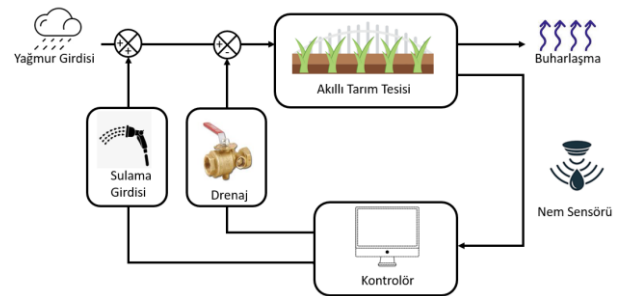 Yağmur Girdisi
+
+
+
-
Akıllı Tarım Tesisi
Buharlaşma
Sulama
Girdisi
Drenaj
Nem Sensörü
Kontrolör